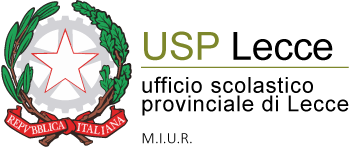 USP Lecce
ufficio scolastico
provinciale di Lecce
M.I.U.R.
REPVBBLICA ITALIANA